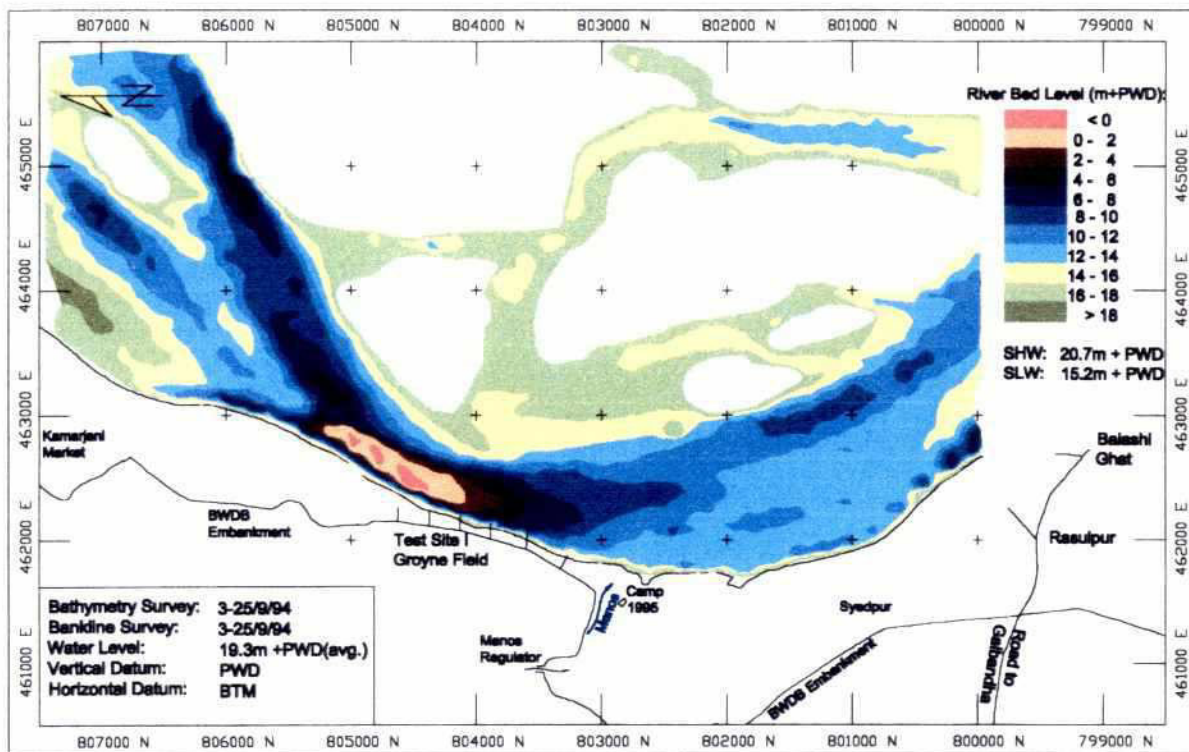 807000 N 806000 N 805000 N 804000 N 803000 N 802000 N 801000 N 800000 N 799000 N
465000 E
464000 E
463000 E
462000 E
461000 E
N
River Bed Level (m+PWD):
< 0
0 - 2
2 - 4
4 - 6
6 - 8
8 - 10
10 - 12
12 - 14
14 - 16
16 - 18
> 18
SHW: 20.7m + PWD
SLW: 15.2m + PWD
465000 E
464000 E
463000 E
462000 E
461000 E
Kamarjani
Market
BWDB
Embankment
Test Site I
Groyne Field
Manos
Camp
1995
Manos
Regulator
Syedpur
BWDB Embankment
Road to
Gaibandha
Rasulpur
Balashi
Ghat
Bathymetry Survey: 3-25/9/94
Bankline Survey: 3-25/9/94
Water Level: 19.3m +PWD(avg.)
Vertical Datum: PWD
Horizontal Datum: BTM
807000 N 806000 N 805000 N 804000 N 803000 N 802000 N 801000 N 800000 N 799000 N